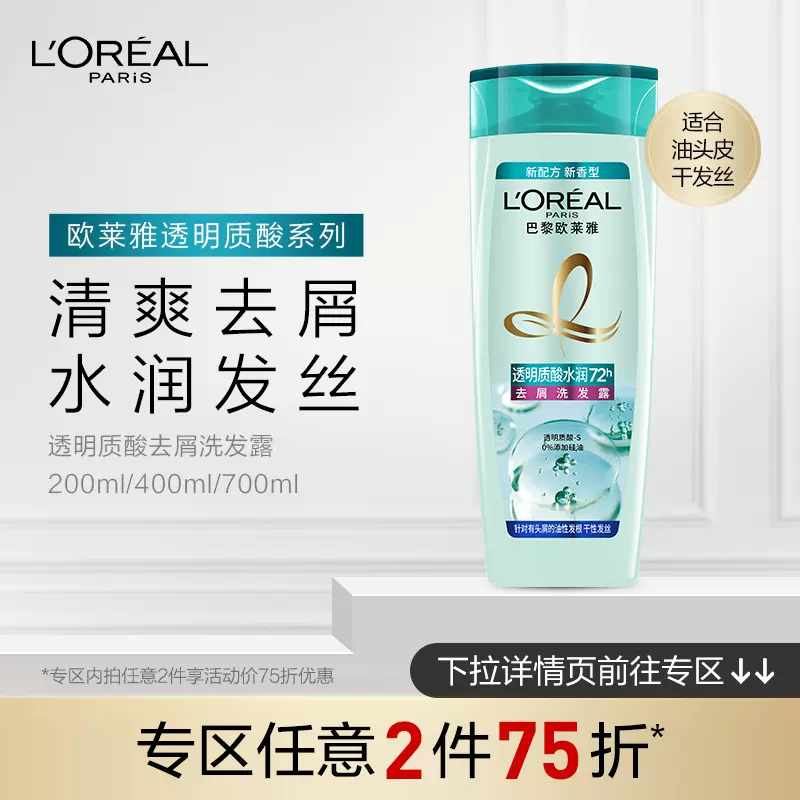 L'ORÉAL
PARIS
欧莱雅透明质酸系列
清爽去屑
水润发丝
透明质酸去屑洗发露
200ml/400ml/700ml
适合
油头皮
干发丝
新配方 新香型
L'ORÉAL
PARIS
巴黎欧莱雅
透明质酸水润72h
去屑洗发露
透明质酸-S
0%添加硅油
针对有头屑的油性发根 干性发丝
*专区内拍任意2件享活动价75折优惠
下拉详情页前往专区↓↓
专区任意2件75折*